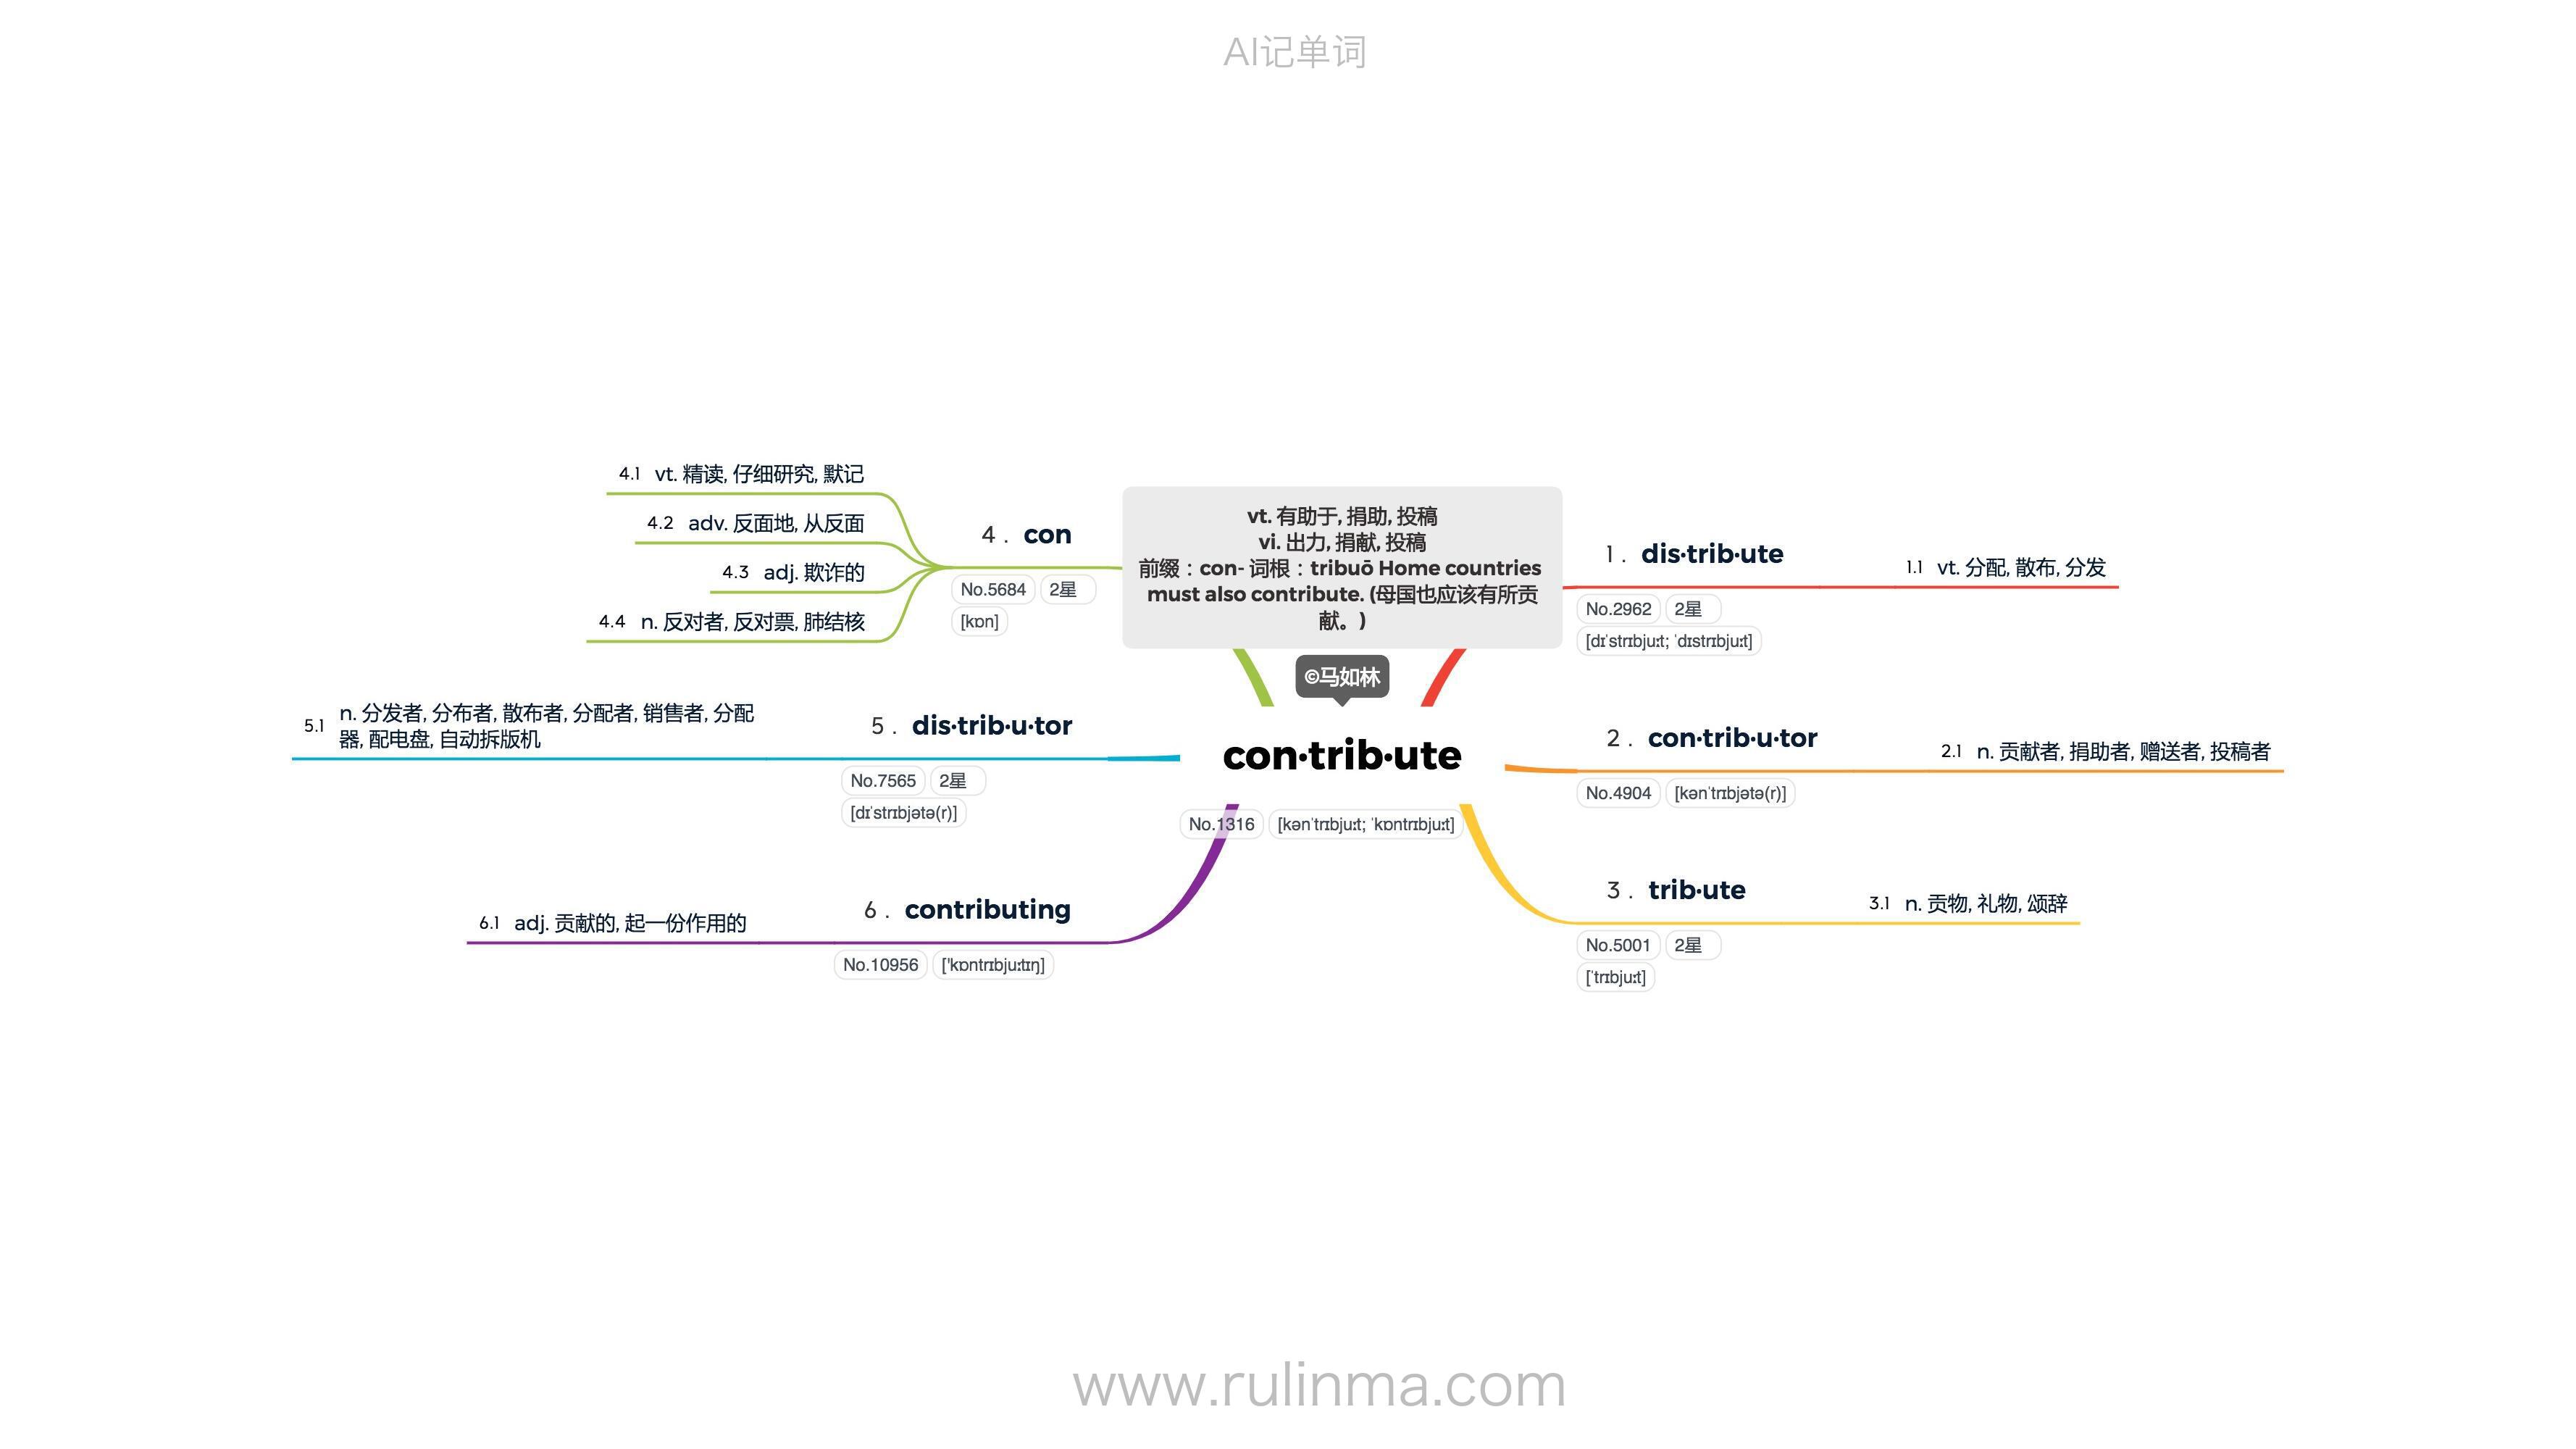 AI记单词
vt. 有助于, 捐助, 投稿
vi. 出力, 捐献, 投稿
前缀：con- 词根：tribuō Home countries
must also contribute. (母国也应该有所贡
献。)
©马如林
con·trib·ute
No.1316 [kənˈtrɪbjuːt; ˈkɒntrɪbjuːt]
1 . dis·trib·ute
No.2962 2星
[dɪˈstrɪbjuːt; ˈdɪstrɪbjuːt]
1.1 vt. 分配, 散布, 分发
2 . con·trib·u·tor
No.4904 [kənˈtrɪbjətə(r)]
2.1 n. 贡献者, 捐助者, 赠送者, 投稿者
3 . trib·ute
No.5001 2星
[ˈtrɪbjuːt]
3.1 n. 贡物, 礼物, 颂辞
4 . con
No.5684 2星
[kɒn]
4.1 vt. 精读, 仔细研究, 默记
4.2 adv. 反面地, 从反面
4.3 adj. 欺诈的
4.4 n. 反对者, 反对票, 肺结核
5 . dis·trib·u·tor
No.7565 2星
[dɪˈstrɪbjətə(r)]
5.1 n. 分发者, 分布者, 散布者, 分配者, 销售者, 分配
器, 配电盘, 自动拆版机
6 . contributing
No.10956 ['kɒntrɪbjuːtɪŋ]
6.1 adj. 贡献的, 起一份作用的
www.rulinma.com